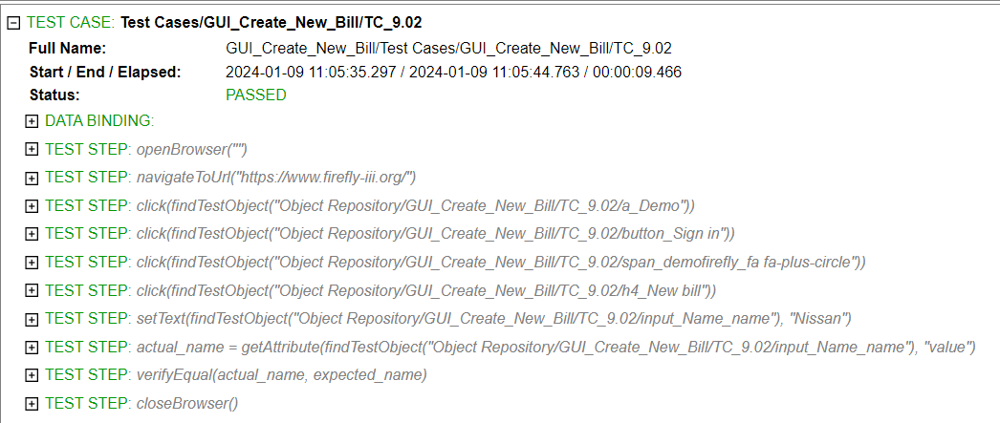 TEST CASE: Test Cases/GUI_Create_New_Bill/TC_9.02
Full Name: GUI_Create_New_Bill/Test Cases/GUI_Create_New_Bill/TC_9.02
Start / End / Elapsed: 2024-01-09 11:05:35.297 / 2024-01-09 11:05:44.763 / 00:00:09.466
Status: PASSED
DATA BINDING:
TEST STEP: openBrowser("")
TEST STEP: navigateToUrl("https://www.firefly-iii.org/")
TEST STEP: click(findTestObject("Object Repository/GUI_Create_New_Bill/TC_9.02/a_Demo"))
TEST STEP: click(findTestObject("Object Repository/GUI_Create_New_Bill/TC_9.02/button_Sign in"))
TEST STEP: click(findTestObject("Object Repository/GUI_Create_New_Bill/TC_9.02/span_demofirefly_fa fa-plus-circle"))
TEST STEP: click(findTestObject("Object Repository/GUI_Create_New_Bill/TC_9.02/h4_New bill"))
TEST STEP: setText(findTestObject("Object Repository/GUI_Create_New_Bill/TC_9.02/input_Name_name"), "Nissan")
TEST STEP: actual_name = getAttribute(findTestObject("Object Repository/GUI_Create_New_Bill/TC_9.02/input_Name_name"), "value")
TEST STEP: verifyEqual(actual_name, expected_name)
TEST STEP: closeBrowser()